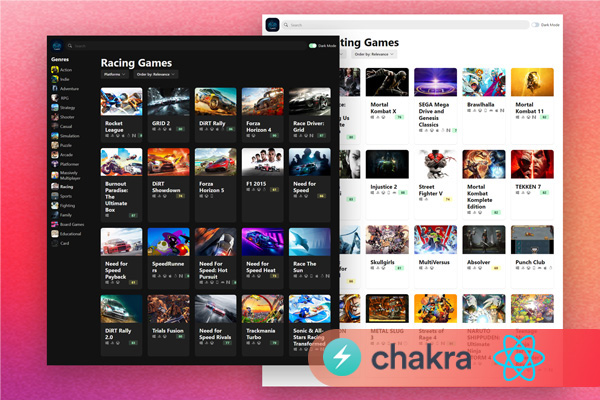 Search
Dark Mode
Search
Dark Mode
Genres
Action
Indie
Adventure
RPG
Strategy
Shooter
Casual
Simulation
Puzzle
Arcade
Platformer
Massively
Multiplayer
Racing
Sports
Fighting
Family
Board Games
Educational
Card
Racing Games
Platforms
Order by: Relevance
Rocket
League
GRID 2
DiRT Rally
Forza
Horizon 4
Race Driver:
Grid
Burnout
Paradise: The
Ultimate
Box
DiRT
Showdown
Forza
Horizon 5
F1 2015
Need for
Speed
Need for
Speed
Payback
SpeedRunne
rs
Need For
Speed: Hot
Pursuit
Need for
Speed Heat
Race The
Sun
DiRT Rally
2.0
Trials Fusion
Need for
Speed Rivals
Trackmania
Turbo
Sonic & All-
Stars Racing
Transformed
ting Games
Order by: Relevance
Mortal
Kombat X
SEGA Mega
Drive and
Genesis
Classics
Brawlhalla
Mortal
Kombat 11
Injustice 2
Street
Fighter V
Mortal
Kombat
Komplete
Edition
TEKKEN 7
Skullgirls
MultiVersus
Absolver
Punch Club
METAL SLUG
3
Streets of
Rage 4
NARUTO
SHIPPUDEN:
Ultimate
chakra